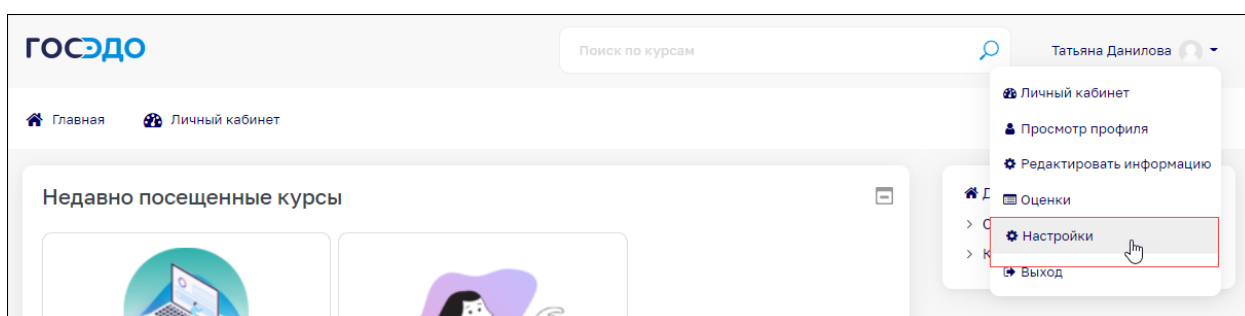 ГОСЭДО
Поиск по курсам
Татьяна Данилова
Главная
Личный кабинет
Личный кабинет
Просмотр профиля
Редактировать информацию
Оценки
Настройки
Выход
Недавно посещенные курсы